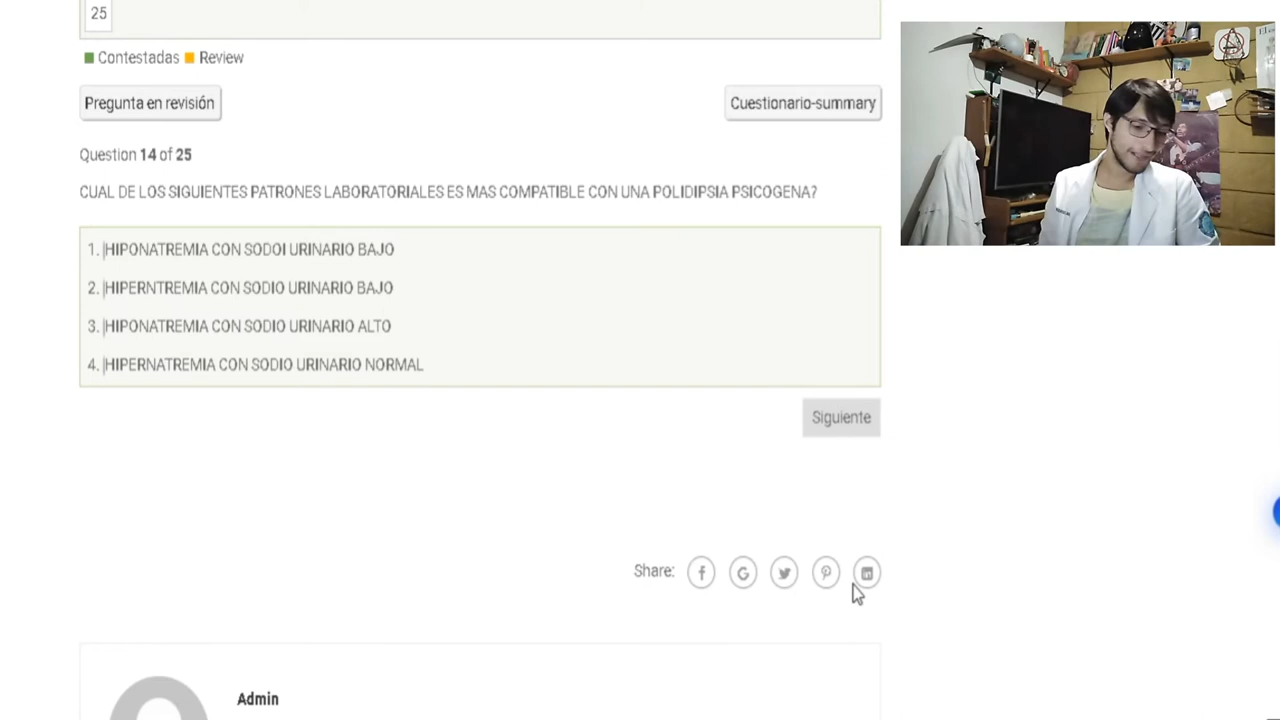 25
Contestadas Review
Pregunta en revisión
Cuestionario-summary
Question 14 of 25
CUAL DE LOS SIGUIENTES PATRONES LABORATORIALES ES MAS COMPATIBLE CON UNA POLIDIPSIA PSICOGENA?
1. HIPONATREMIA CON SODOI URINARIO BAJO
2. HIPERNTREMIA CON SODIO URINARIO BAJO
3. HIPONATREMIA CON SODIO URINARIO ALTO
4. HIPERNATREMIA CON SODIO URINARIO NORMAL
Siguiente
Share:
Admin